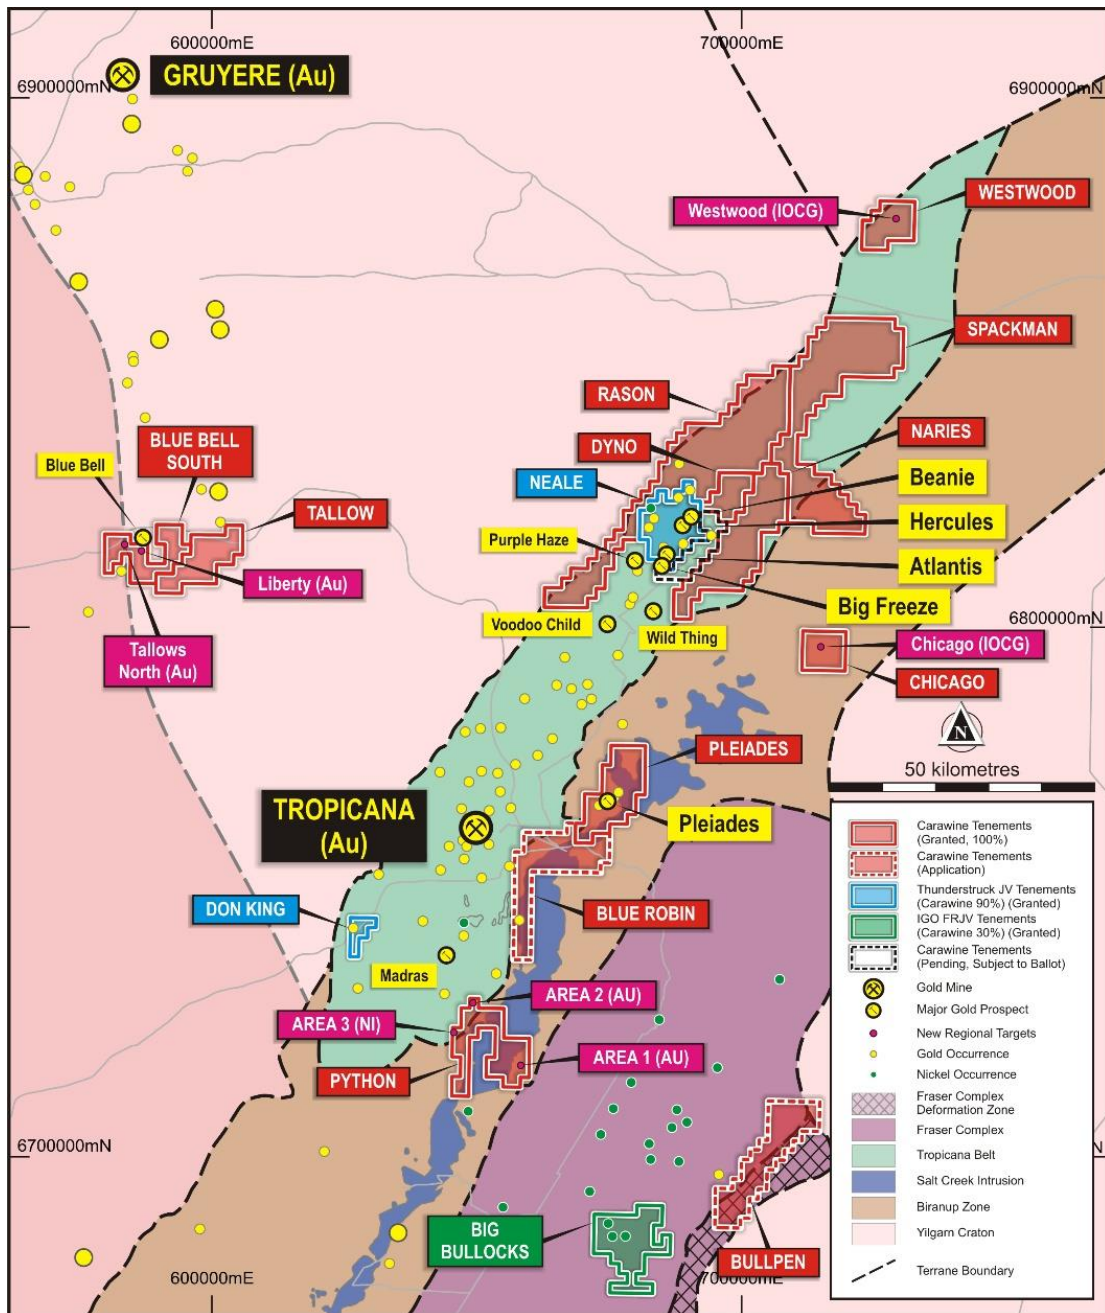 600000mE
700000mE
6900000mN
6900000mN
GRUYERE (Au)
WESTWOOD
Westwood (IOCG)
SPACKMAN
RASON
NARIES
DYNO
BLUE BELL
SOUTH
Blue Bell
NEALE
Beanie
TALLOW
Hercules
Purple Haze
Atlantis
Liberty (Au)
Big Freeze
Voodoo Child
Wild Thing
6800000mN
Tallows
North (Au)
Chicago (IOCG)
CHICAGO
N
PLEIADES
50 kilometres
TROPICANA
(Au)
Pleiades
DON KING
BLUE ROBIN
Madras
AREA 2 (AU)
AREA 3 (NI)
AREA 1 (AU)
PYTHON
6700000mN
N
BIG
BULLOCKS
BULLPEN
600000mE
700000mE
Carawine Tenements
(Granted, 100%)
Carawine Tenements
(Application)
Thunderstruck JV Tenements
(Carawine 90%) (Granted)
IGO FRJV Tenements
(Carawine 30%) (Granted)
Carawine Tenements
(Pending, Subject to Ballot)
Gold Mine
Major Gold Prospect
New Regional Targets
Gold Occurrence
Nickel Occurrence
Fraser Complex
Deformation Zone
Fraser Complex
Tropicana Belt
Salt Creek Intrusion
Biranup Zone
Yilgarn Craton
Terrane Boundary